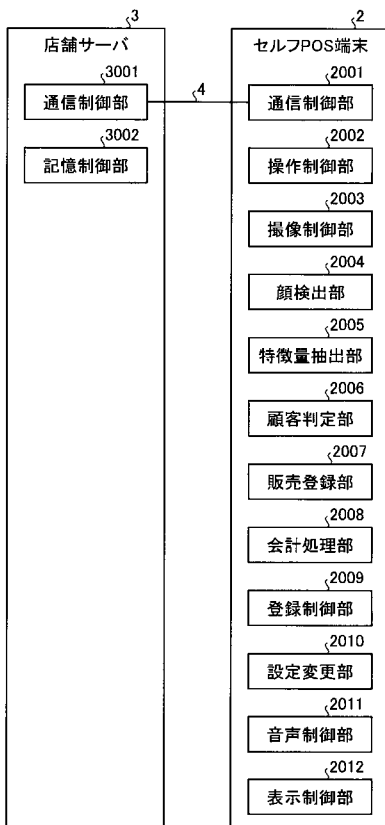 3
店舗サーバ
3001
通信制御部
3002
記憶制御部
4
2
セルフPOS端末
2001
通信制御部
2002
操作制御部
2003
撮像制御部
2004
顔検出部
2005
特徴量抽出部
2006
顧客判定部
2007
販売登録部
2008
会計処理部
2009
登録制御部
2010
設定変更部
2011
音声制御部
2012
表示制御部